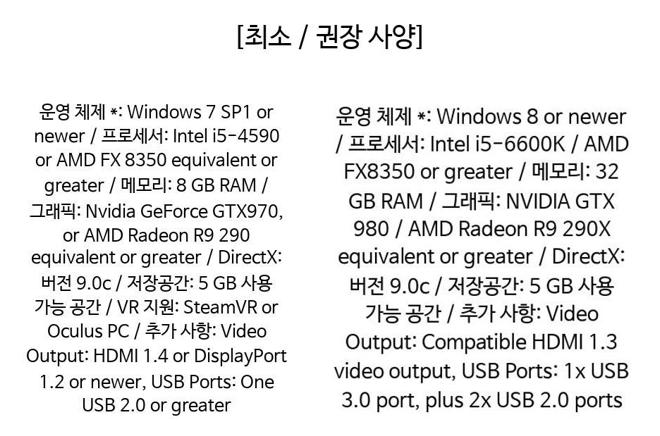 [최소 / 권장 사양]
운영 체제 *: Windows 7 SP1 or
newer / 프로세서: Intel i5-4590
or AMD FX 8350 equivalent or
greater / 메모리: 8 GB RAM /
그래픽: Nvidia GeForce GTX970,
or AMD Radeon R9 290
equivalent or greater / DirectX:
버전 9.0c / 저장공간: 5 GB 사용
가능 공간 / VR 지원: SteamVR or
Oculus PC / 추가 사항: Video
Output: HDMI 1.4 or DisplayPort
1.2 or newer, USB Ports: One
USB 2.0 or greater
운영 체제 *: Windows 8 or newer
/ 프로세서: Intel i5-6600K / AMD
FX8350 or greater / 메모리: 32
GB RAM / 그래픽: NVIDIA GTX
980 / AMD Radeon R9 290X
equivalent or greater / DirectX:
버전 9.0c / 저장공간: 5 GB 사용
가능 공간 / 추가 사항: Video
Output: Compatible HDMI 1.3
video output, USB Ports: 1x USB
3.0 port, plus 2x USB 2.0 ports